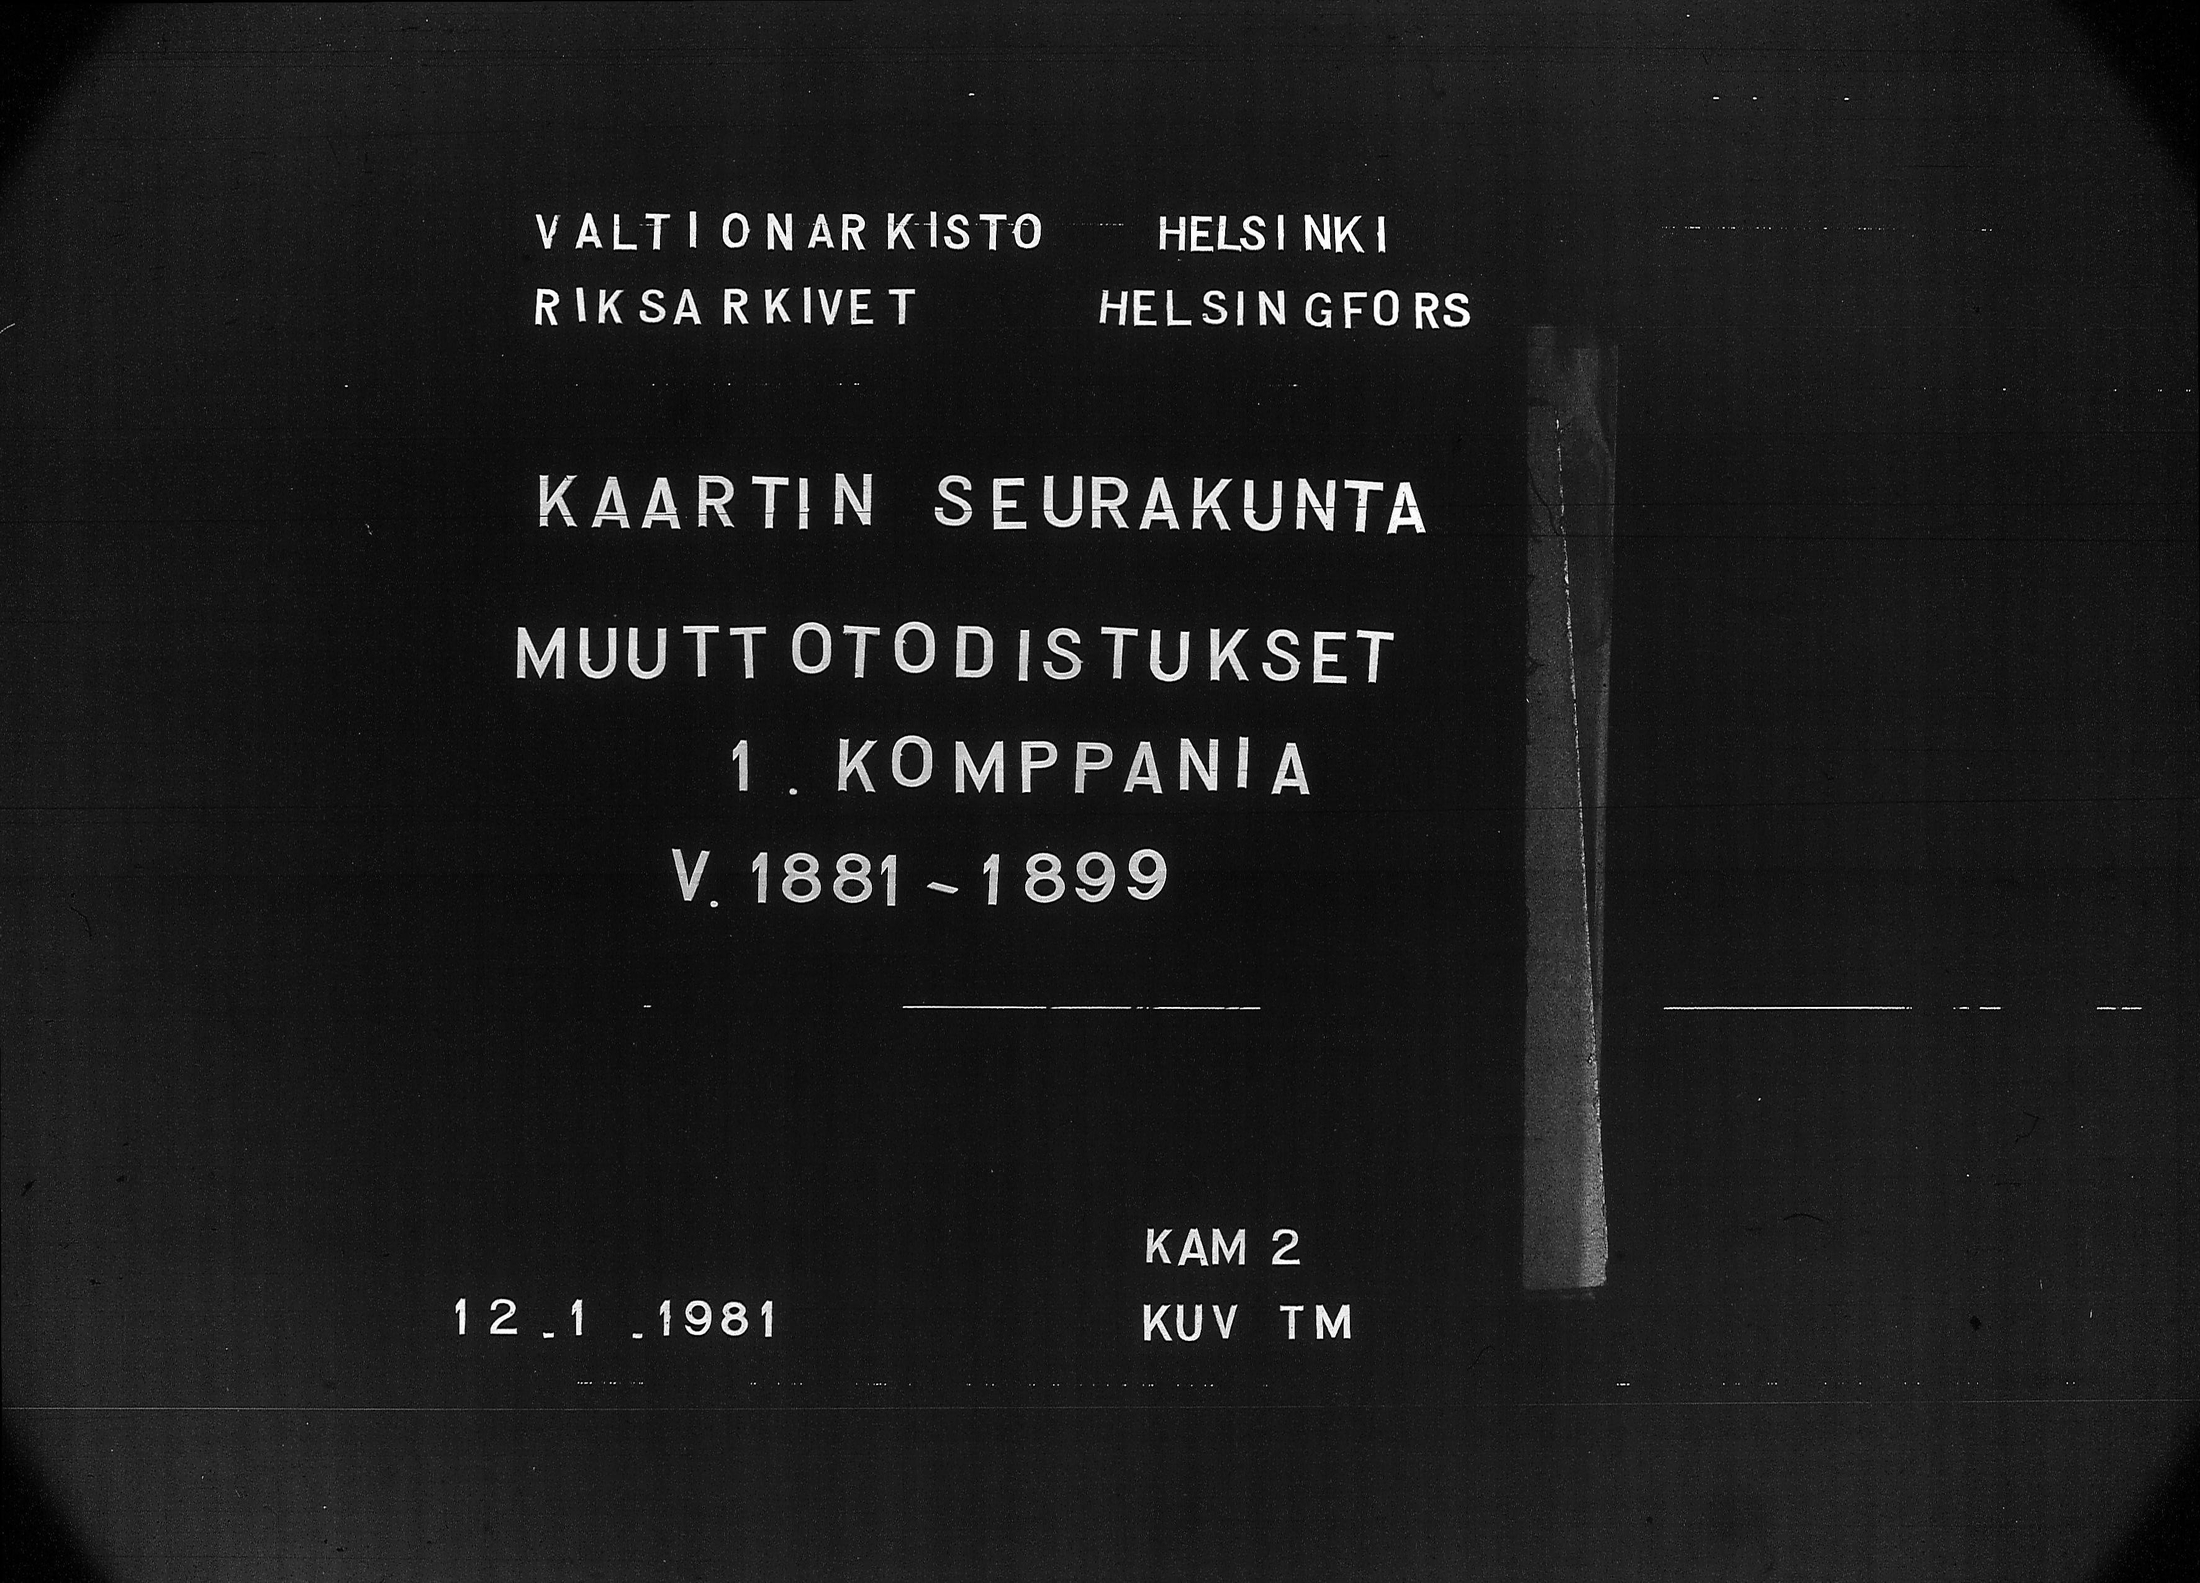 VALTIONARKISTO HELSINKI
RIKSARKIVET HELSINGFORS
KAARTIN SEURAKUNTA
MUUTTOTODISTUKSET
1. KOMPPANIA
V. 1881-1899
KAM 2
12.1.1981 KUV TM